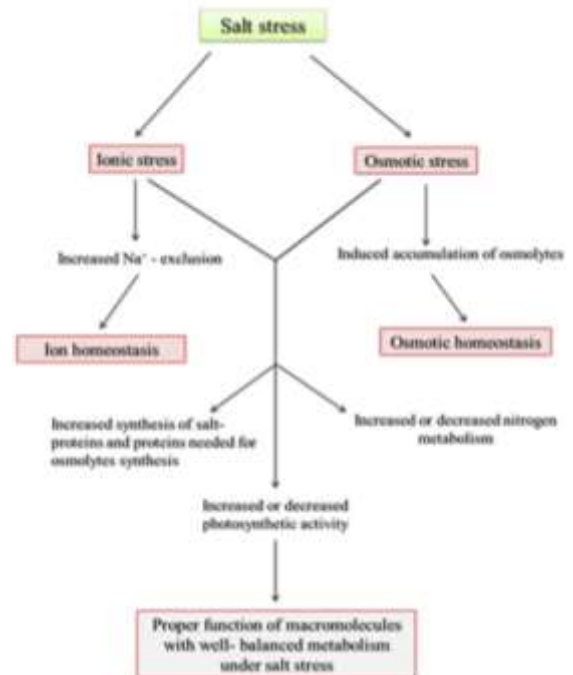 Salt stress
Ionic stress
Osmotic stress
Increased Na⁺ - exclusion
Induced accumulation of osmolytes
Ion homeostasis
Osmotic homeostasis
Increased synthesis of salt-
proteins and proteins needed for
osmolytes synthesis
Increased or decreased nitrogen
metabolism
Increased or decreased
photosynthetic activity
Proper function of macromolecules
with well- balanced metabolism
under salt stress